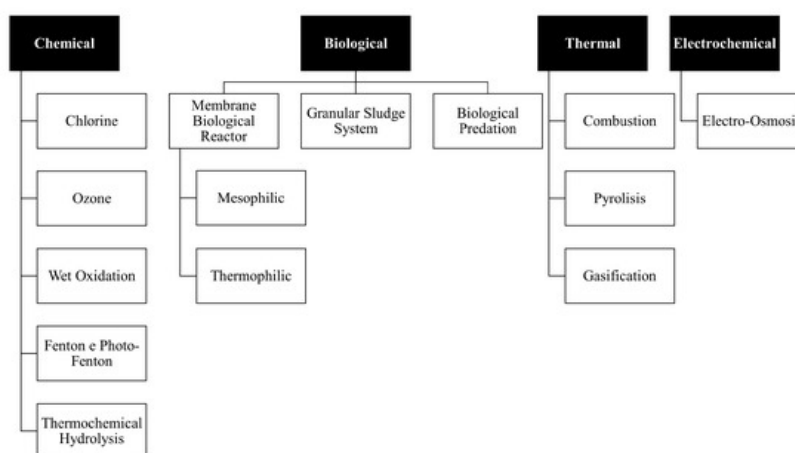 Chemical
Chlorine
Ozone
Wet Oxidation
Fenton e Photo-
Fenton
Thermochemical
Hydrolysis
Biological
Membrane
Biological
Reactor
Mesophilic
Thermophilic
Granular Sludge
System
Biological
Predation
Thermal
Combustion
Pyrolisis
Gasification
Electrochemical
Electro-Osmosi